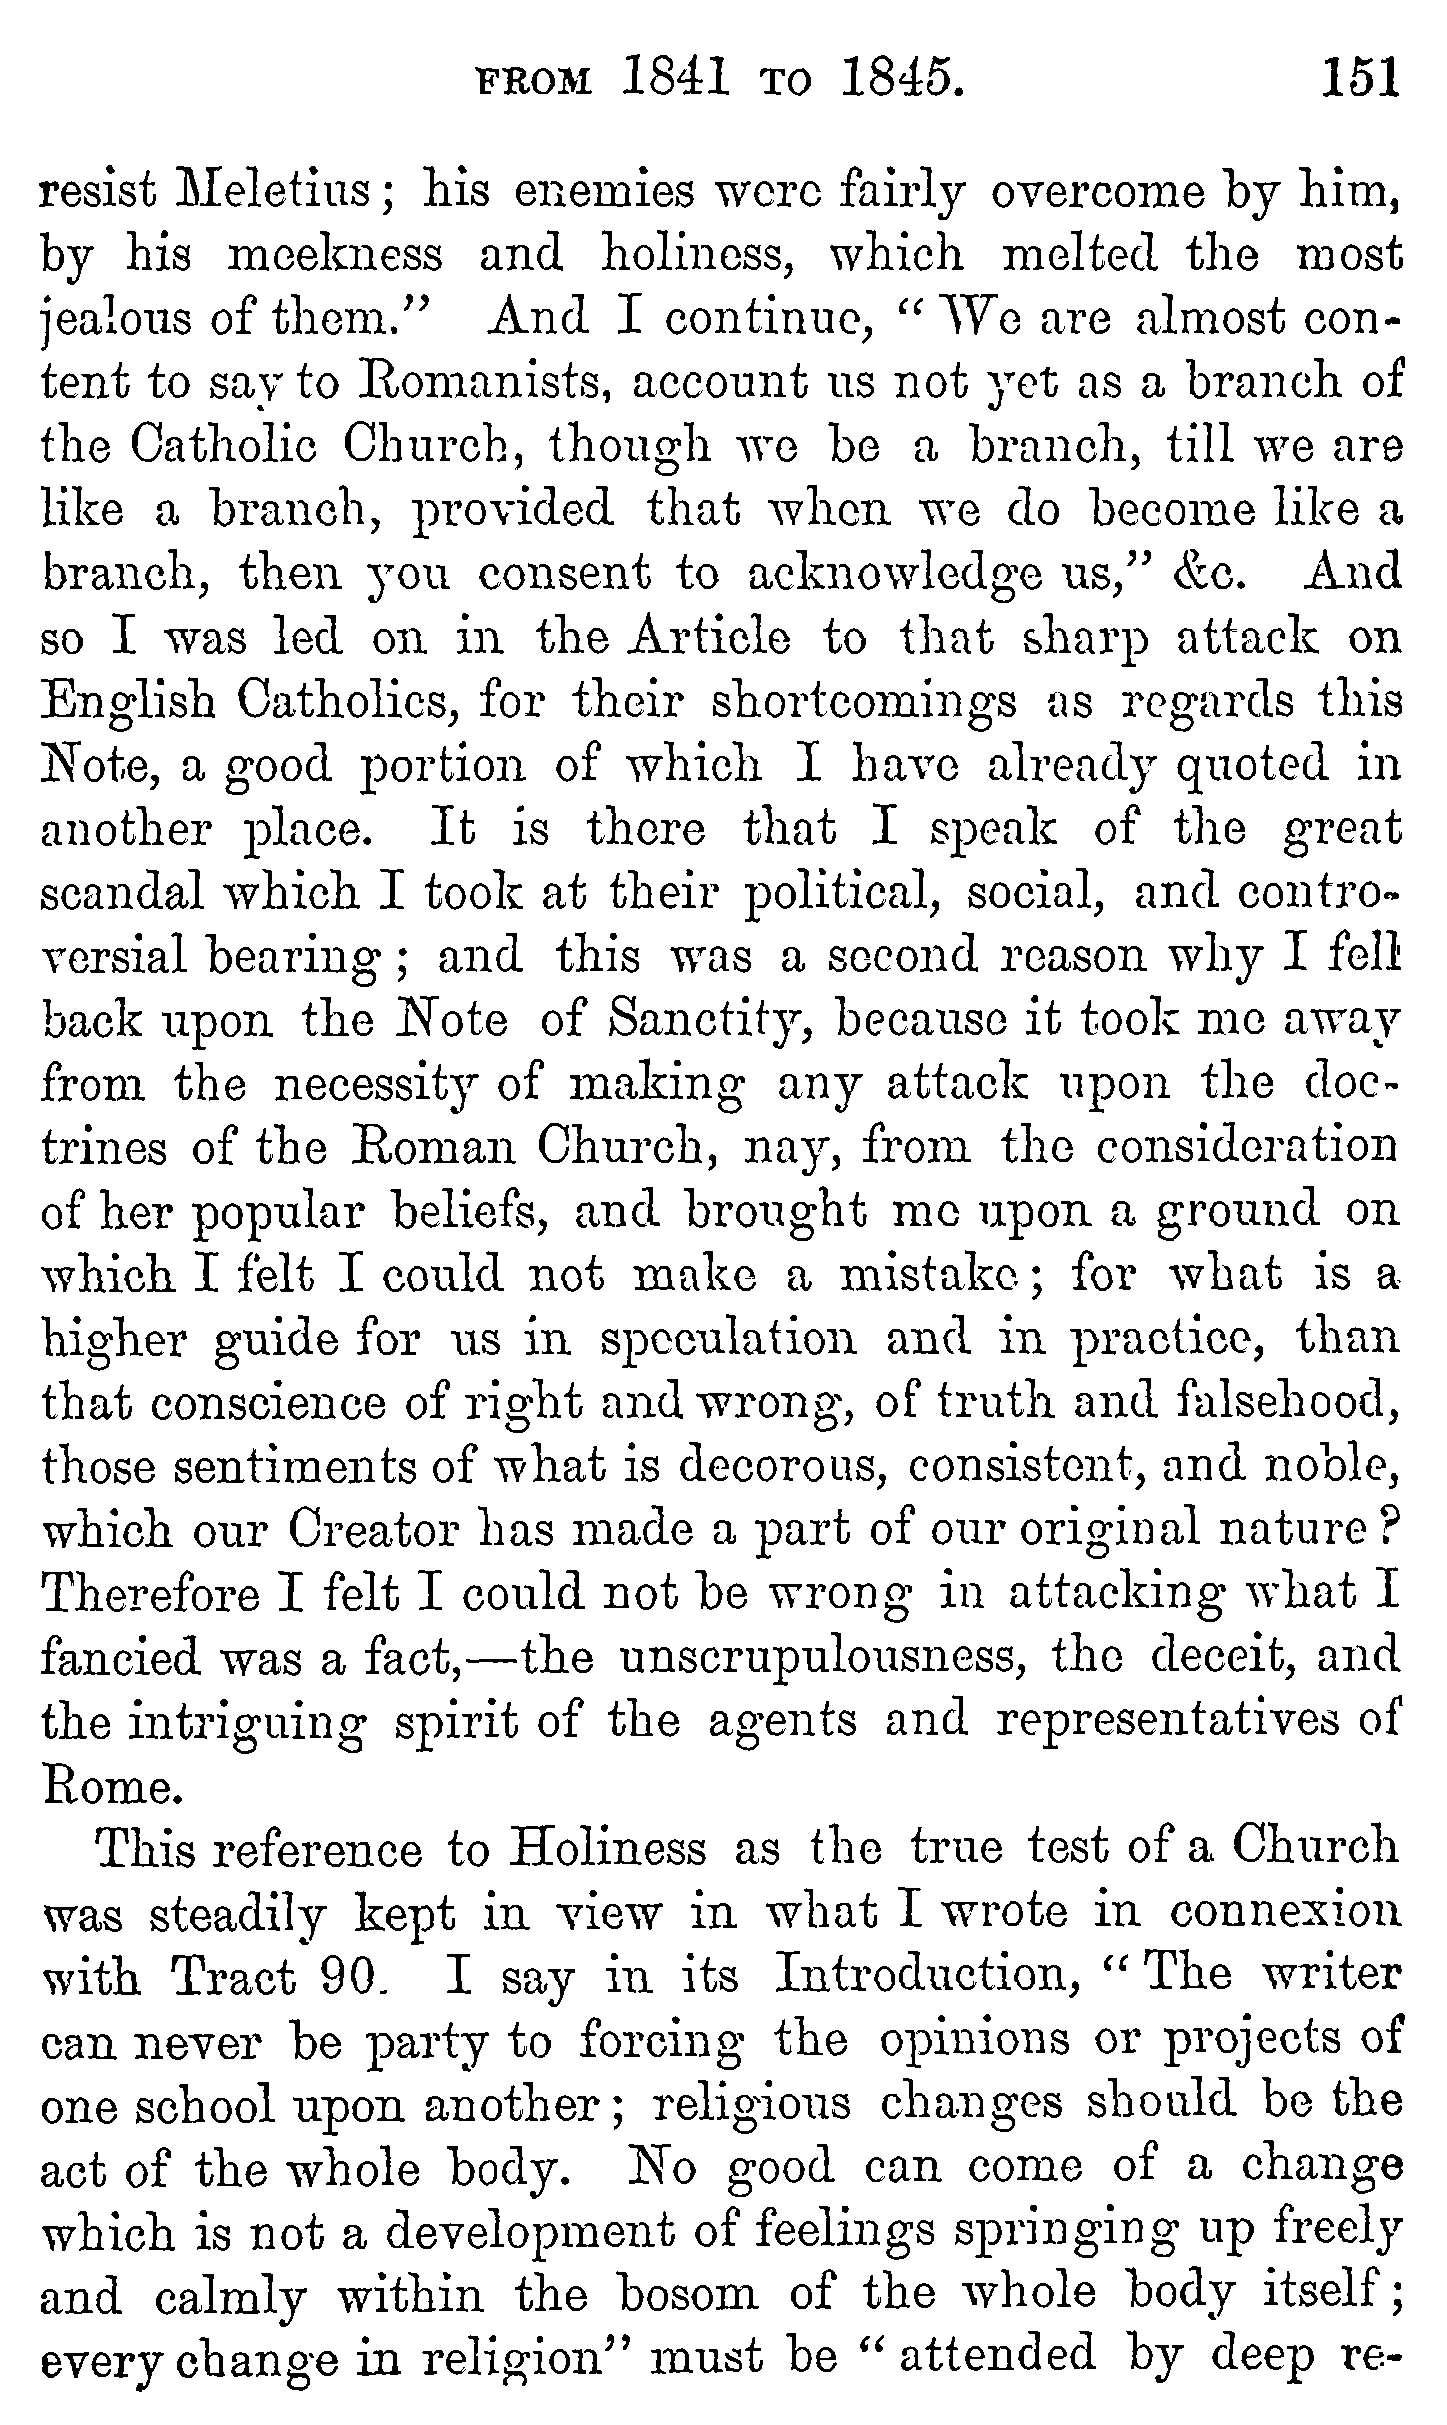 FROM 1841 TO 1845. 151
resist Meletius; his enemies were fairly overcome by him,
by his meekness and holiness, which melted the most
jealous of them." And I continue, "We are almost con-
tent to say to Romanists, account us not yet as a branch of
the Catholic Church, though we be a branch, till we are
like a branch, provided that when we do become like a
branch, then you consent to acknowledge us," &c. And
so I was led on in the Article to that sharp attack on
English Catholics, for their shortcomings as regards this
Note, a good portion of which I have already quoted in
another place. It is there that I speak of the great
scandal which I took at their political, social, and contro-
versial bearing; and this was a second reason why I fell
back upon the Note of Sanctity, because it took me away
from the necessity of making any attack upon the doc-
trines of the Roman Church, nay, from the consideration
of her popular beliefs, and brought me upon a ground on
which I felt I could not make a mistake; for what is a
higher guide for us in speculation and in practice, than
that conscience of right and wrong, of truth and falsehood,
those sentiments of what is decorous, consistent, and noble,
which our Creator has made a part of our original nature?
Therefore I felt I could not be wrong in attacking what I
fancied was a fact,—the unscrupulousness, the deceit, and
the intriguing spirit of the agents and representatives of
Rome.
This reference to Holiness as the true test of a Church
was steadily kept in view in what I wrote in connexion
with Tract 90. I say in its Introduction, "The writer
can never be party to forcing the opinions or projects of
one school upon another; religious changes should be the
act of the whole body. No good can come of a change
which is not a development of feelings springing up freely
and calmly within the bosom of the whole body itself;
every change in religion" must be "attended by deep re-